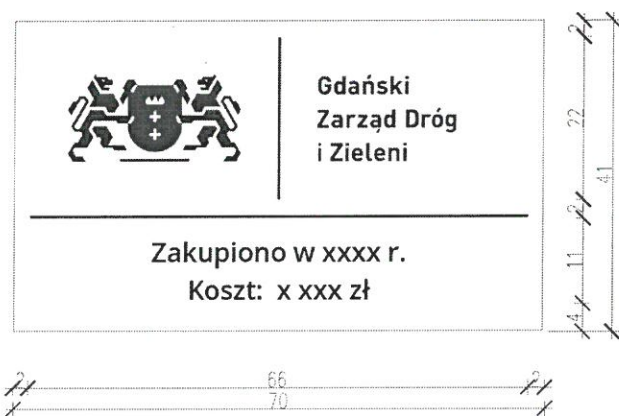 Gdański
Zarząd Dróg
i Zieleni
Zakupiono w xxxx r.
Koszt: x xxx zł
2
22
2
11
4
41
2
66
2
70